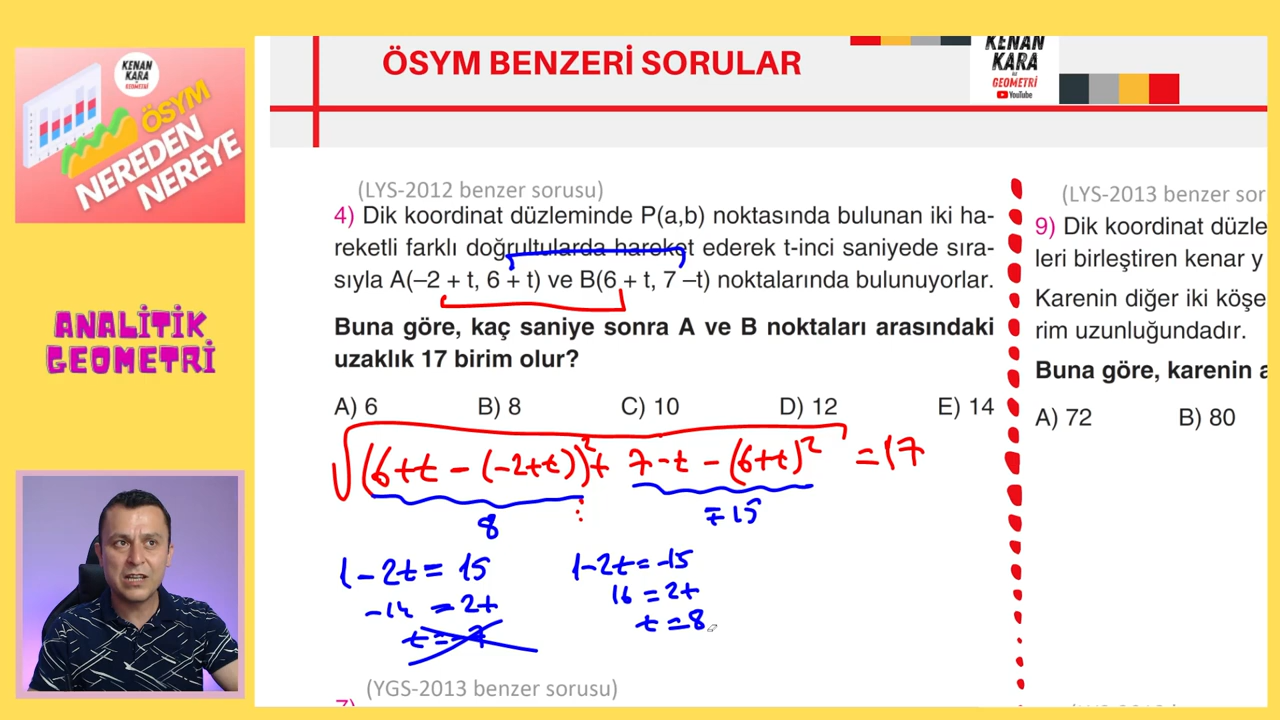 KENAN
KARA
GEOMETRİ
ÖSYM
NEREDEN
NEREYE
ANALİTİK
GEOMETRİ
ÖSYM BENZERİ SORULAR
KENAN
KARA
GEOMETRİ
YouTube
(LYS-2012 benzer sorusu)
4) Dik koordinat düzleminde P(a,b) noktasında bulunan iki ha-
reketli farklı doğrultularda hareket ederek t-inci saniyede sıra-
sıyla A(–2 + t, 6 + t) ve B(6 + t, 7 –t) noktalarında bulunuyorlar.
Buna göre, kaç saniye sonra A ve B noktaları arasındaki
uzaklık 17 birim olur?
A) 6 B) 8 C) 10 D) 12 E) 14
√(6+t - (-2+t))² + 7-t - (6+t)² = 17
8 ∓15
1-2t = 15 1-2t = -15
-14 = 2t 16 = 2t
t = -7 t = 8
(YGS-2013 benzer sorusu)
7)
(LYS-2013 benzer sor
9) Dik koordinat düzle
leri birleştiren kenar y
Karenin diğer iki köşe
rim uzunluğundadır.
Buna göre, karenin a
A) 72 B) 80